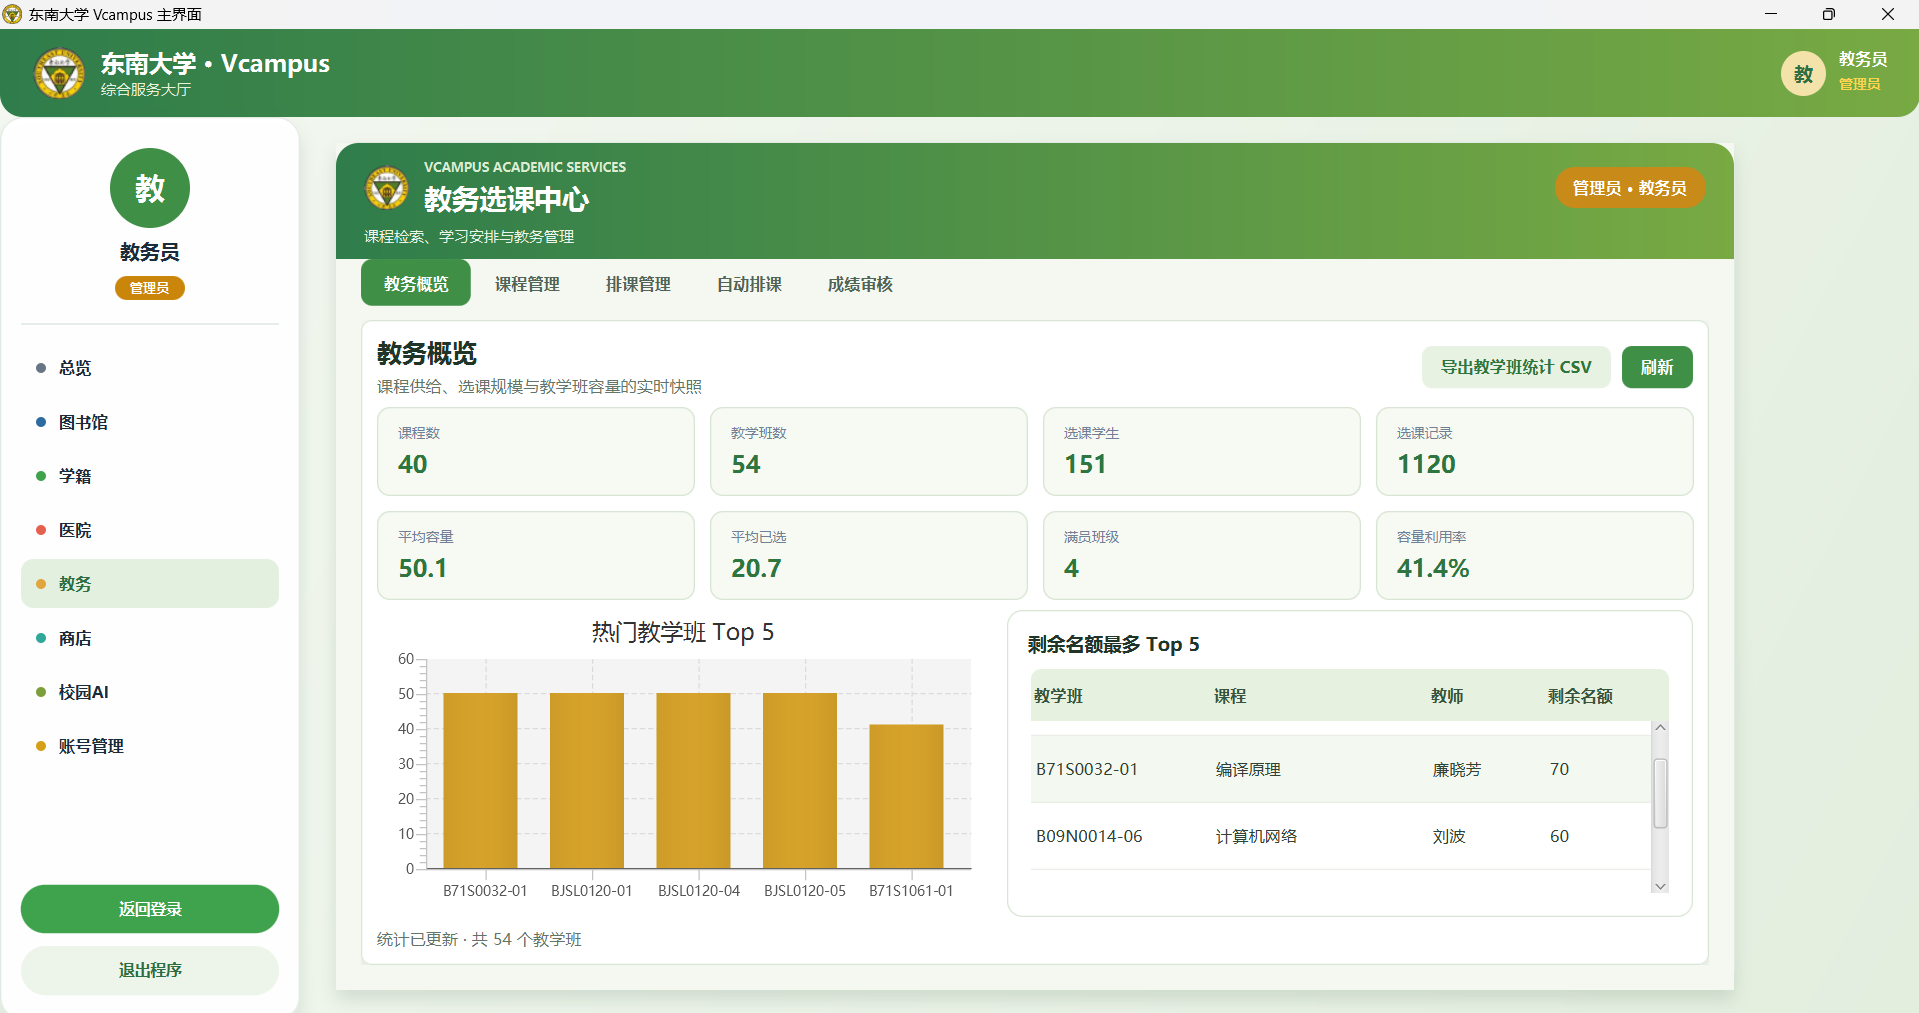 东南大学 Vcampus 主界面
东南大学 • Vcampus
综合服务大厅
教
教务员
管理员
教
教务员
管理员
总览
图书馆
学籍
医院
教务
商店
校园AI
账号管理
返回登录
退出程序
VCAMPUS ACADEMIC SERVICES
教务选课中心
课程检索、学习安排与教务管理
管理员 • 教务员
教务概览 课程管理 排课管理 自动排课 成绩审核
教务概览
课程供给、选课规模与教学班容量的实时快照
导出教学班统计 CSV 刷新
课程数 教学班数 选课学生 选课记录
40 54 151 1120
平均容量 平均已选 满员班级 容量利用率
50.1 20.7 4 41.4%
热门教学班 Top 5
60
50
40
30
20
10
0
B71S0032-01 BJSL0120-01 BJSL0120-04 BJSL0120-05 B71S1061-01
剩余名额最多 Top 5
教学班 课程 教师 剩余名额
B71S0032-01 编译原理 廉晓芳 70
B09N0014-06 计算机网络 刘波 60
统计已更新 · 共 54 个教学班